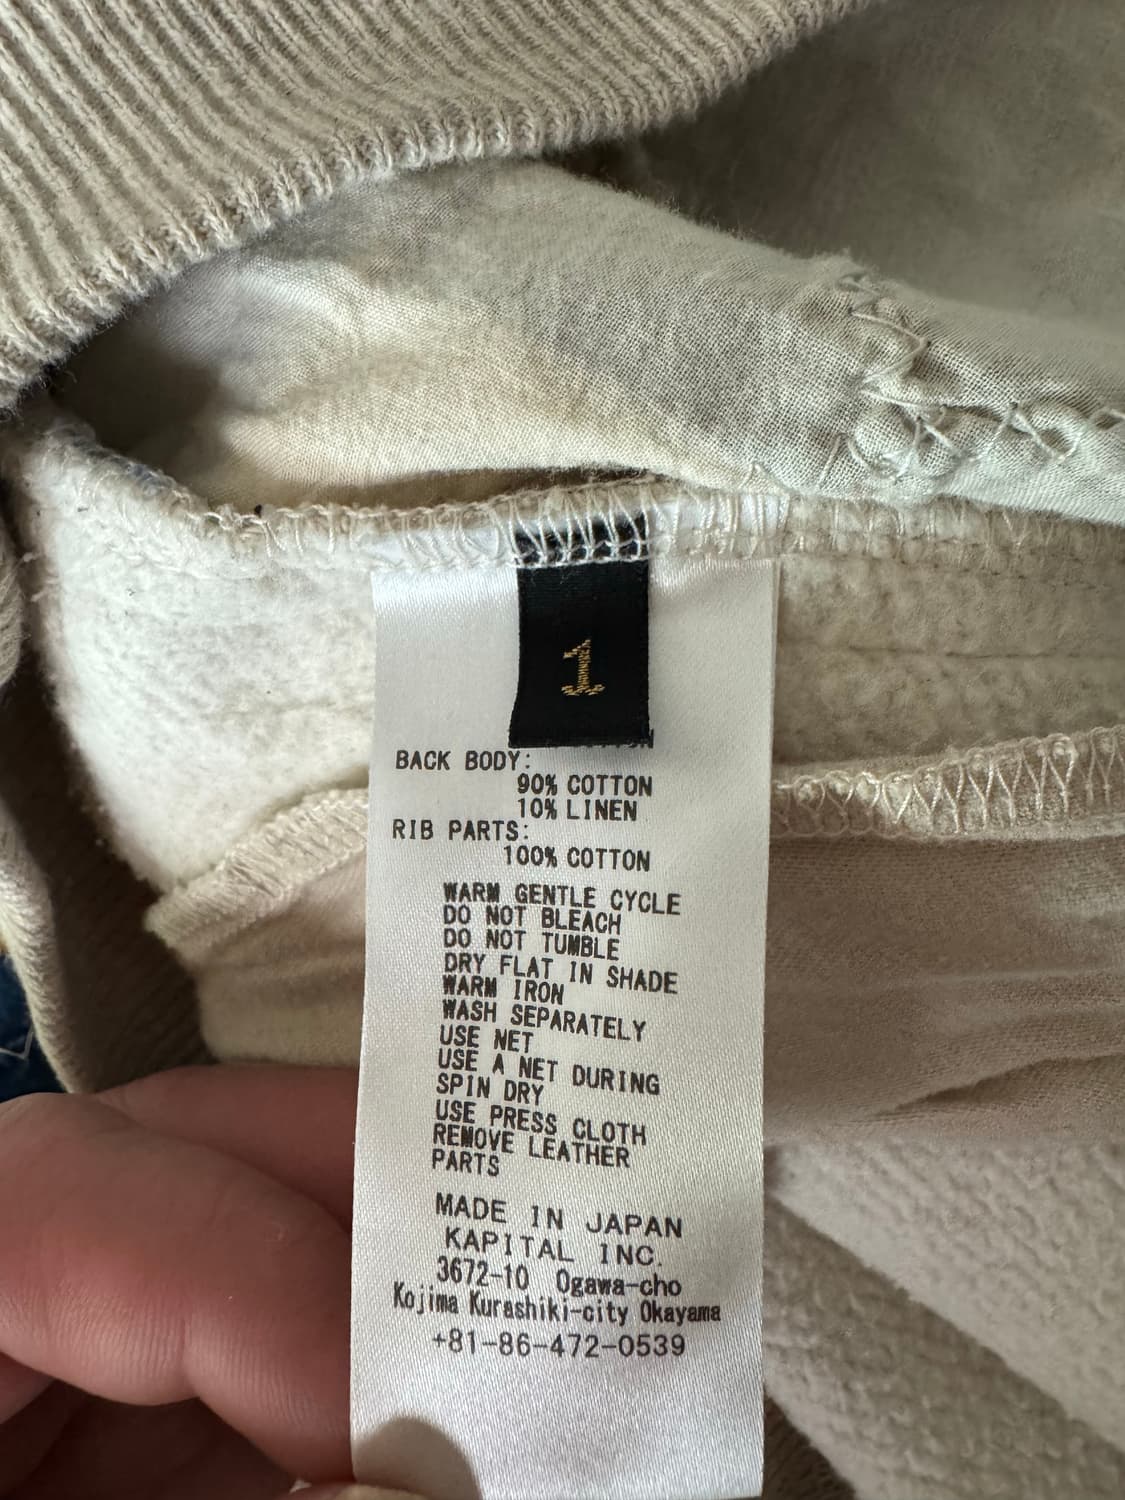 1
BACK BODY:
90% COTTON
10% LINEN
RIB PARTS:
100% COTTON
WARM GENTLE CYCLE
DO NOT BLEACH
DO NOT TUMBLE
DRY FLAT IN SHADE
WARM IRON
WASH SEPARATELY
USE NET
USE A NET DURING
SPIN DRY
USE PRESS CLOTH
REMOVE LEATHER
PARTS
MADE IN JAPAN
KAPITAL INC.
3672-10 Ogawa-cho
Kojima Kurashiki-city Okayama
+81-86-472-0539